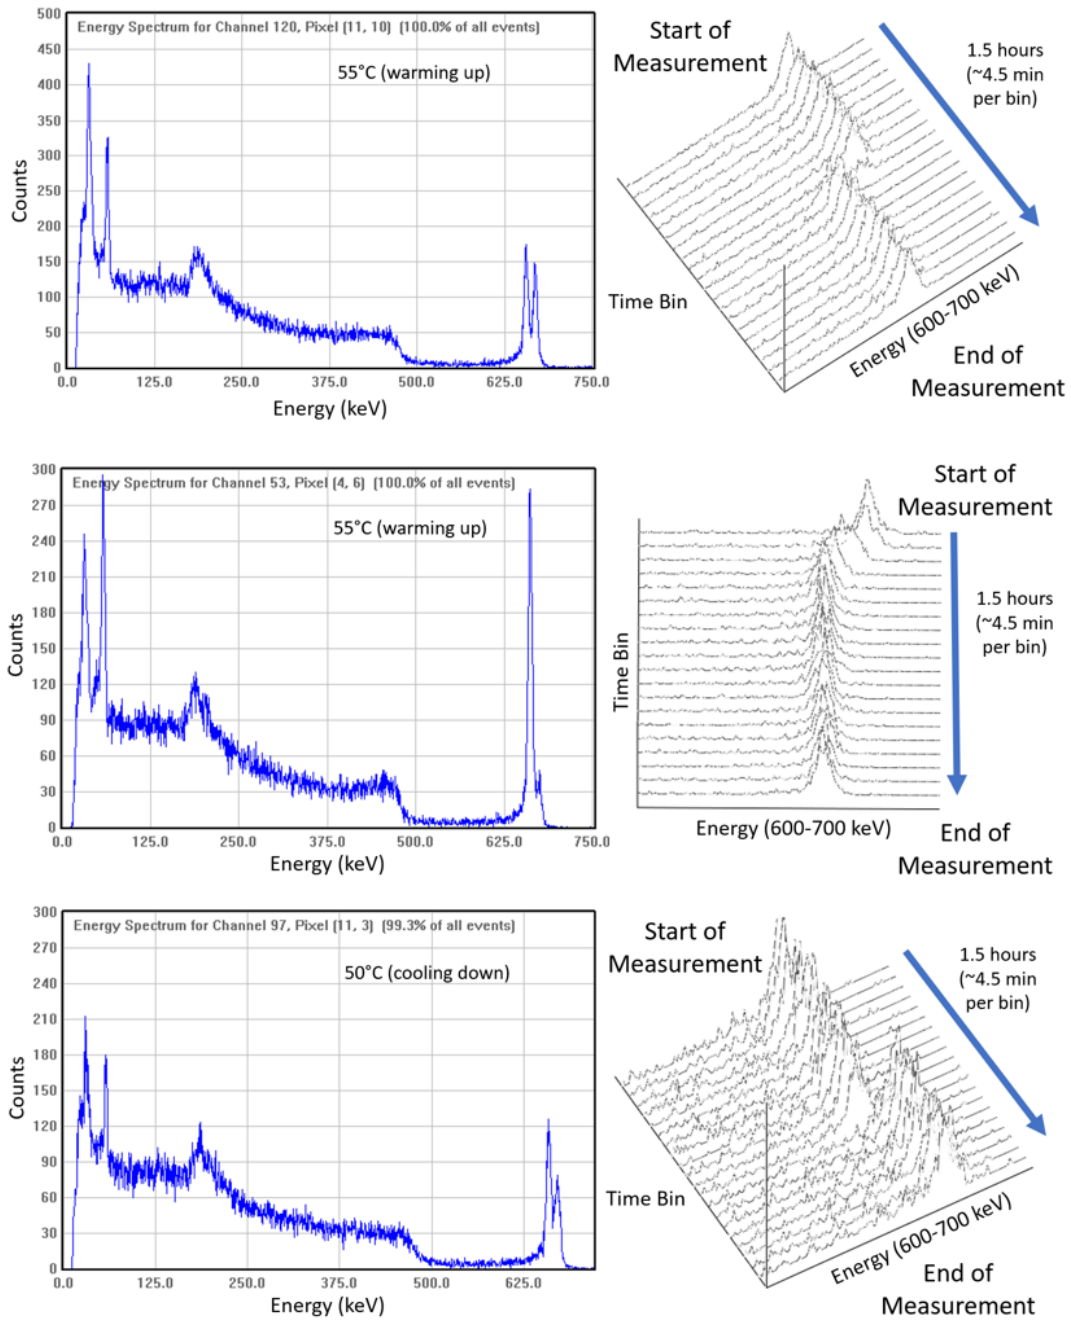 Energy Spectrum for Channel 120, Pixel (11, 10) (100.0% of all events)
55°C (warming up)
500
450
400
350
300
250
200
150
100
50
0
Counts
0.0 125.0 250.0 375.0 500.0 625.0 750.0
Energy (keV)
Start of
Measurement
1.5 hours
(~4.5 min
per bin)
Time Bin
Energy (600-700 keV)
End of
Measurement
Energy Spectrum for Channel 53, Pixel (4, 6) (100.0% of all events)
55°C (warming up)
300
270
240
210
180
150
120
90
60
30
0
Counts
0.0 125.0 250.0 375.0 500.0 625.0 750.0
Energy (keV)
Start of
Measurement
1.5 hours
(~4.5 min
per bin)
Time Bin
Energy (600-700 keV)
End of
Measurement
Energy Spectrum for Channel 97, Pixel (11, 3) (99.3% of all events)
50°C (cooling down)
300
270
240
210
180
150
120
90
60
30
0
Counts
0.0 125.0 250.0 375.0 500.0 625.0
Energy (keV)
Start of
Measurement
1.5 hours
(~4.5 min
per bin)
Time Bin
Energy (600-700 keV)
End of
Measurement